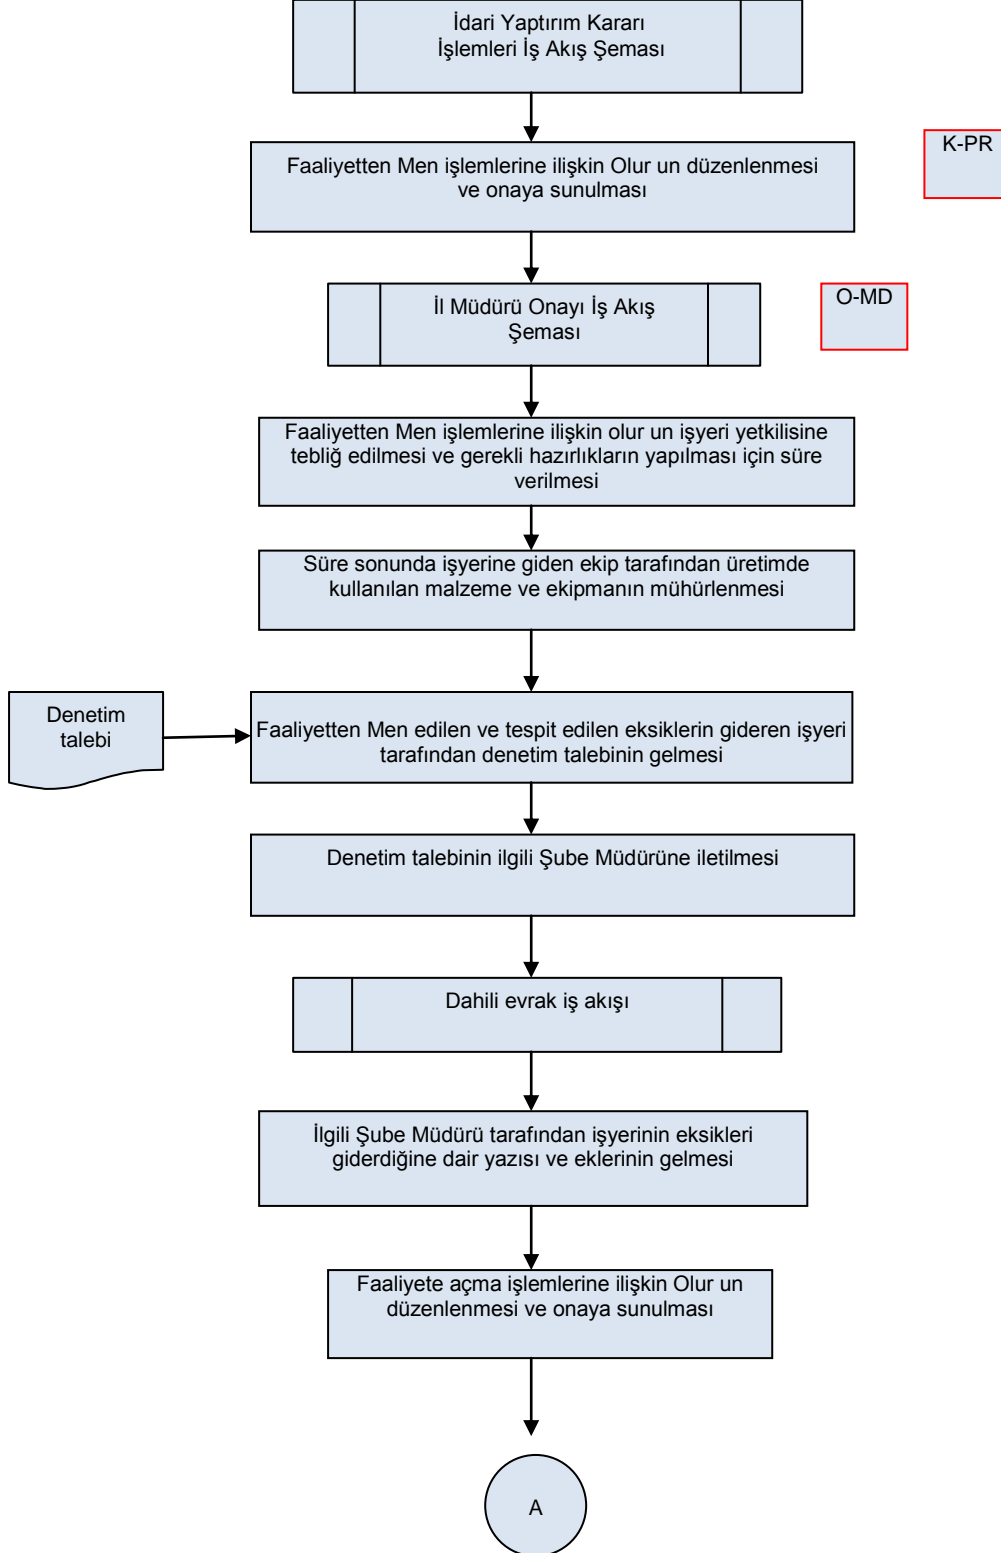 İdari Yaptırım Kararı
İşlemleri İş Akış Şeması
K-PR
Faaliyetten Men işlemlerine ilişkin Olur un düzenlenmesi
ve onaya sunulması
O-MD
İl Müdürü Onayı İş Akış
Şeması
Faaliyetten Men işlemlerine ilişkin olur un işyeri yetkilisine
tebliğ edilmesi ve gerekli hazırlıkların yapılması için süre
verilmesi
Süre sonunda işyerine giden ekip tarafından üretimde
kullanılan malzeme ve ekipmanın mühürlenmesi
Denetim
talebi
Faaliyetten Men edilen ve tespit edilen eksiklerin gideren işyeri
tarafından denetim talebinin gelmesi
Denetim talebinin ilgili Şube Müdürüne iletilmesi
Dahili evrak iş akışı
İlgili Şube Müdürü tarafından işyerinin eksikleri
giderdiğine dair yazısı ve eklerinin gelmesi
Faaliyete açma işlemlerine ilişkin Olur un
düzenlenmesi ve onaya sunulması
A